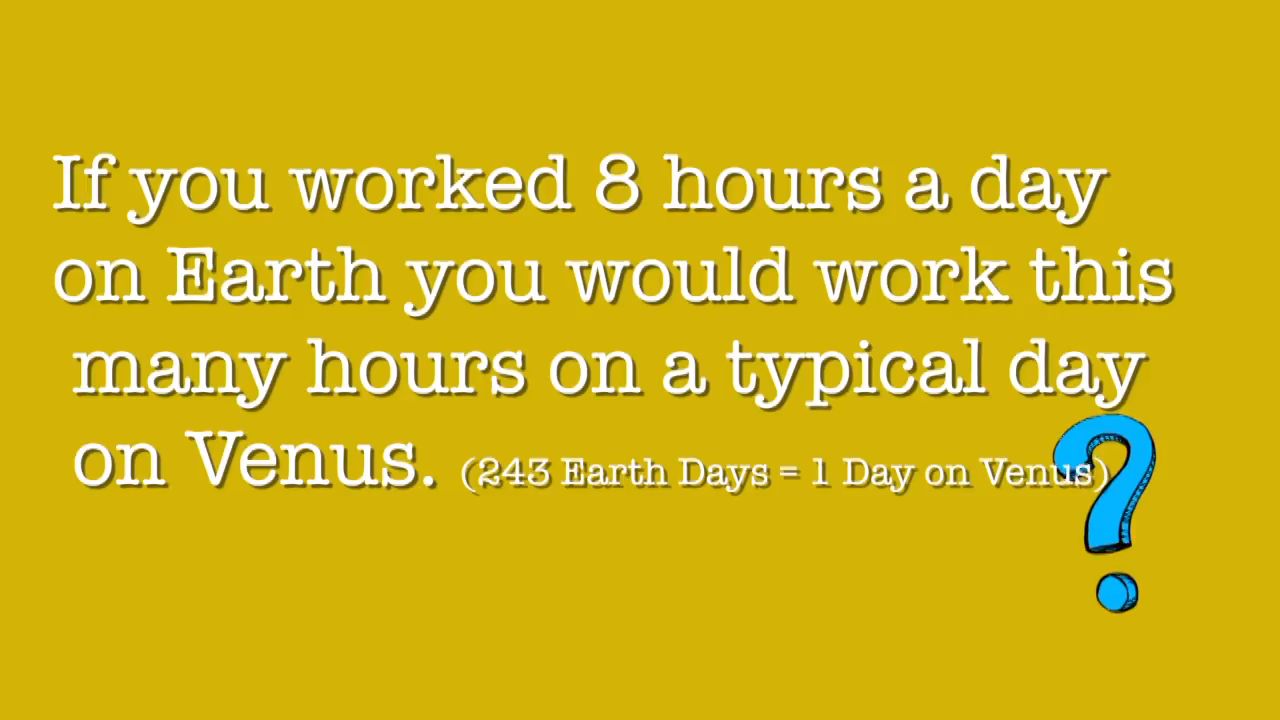 If you worked 8 hours a day
on Earth you would work this
many hours on a typical day
on Venus. (243 Earth Days = 1 Day on Venus)
?